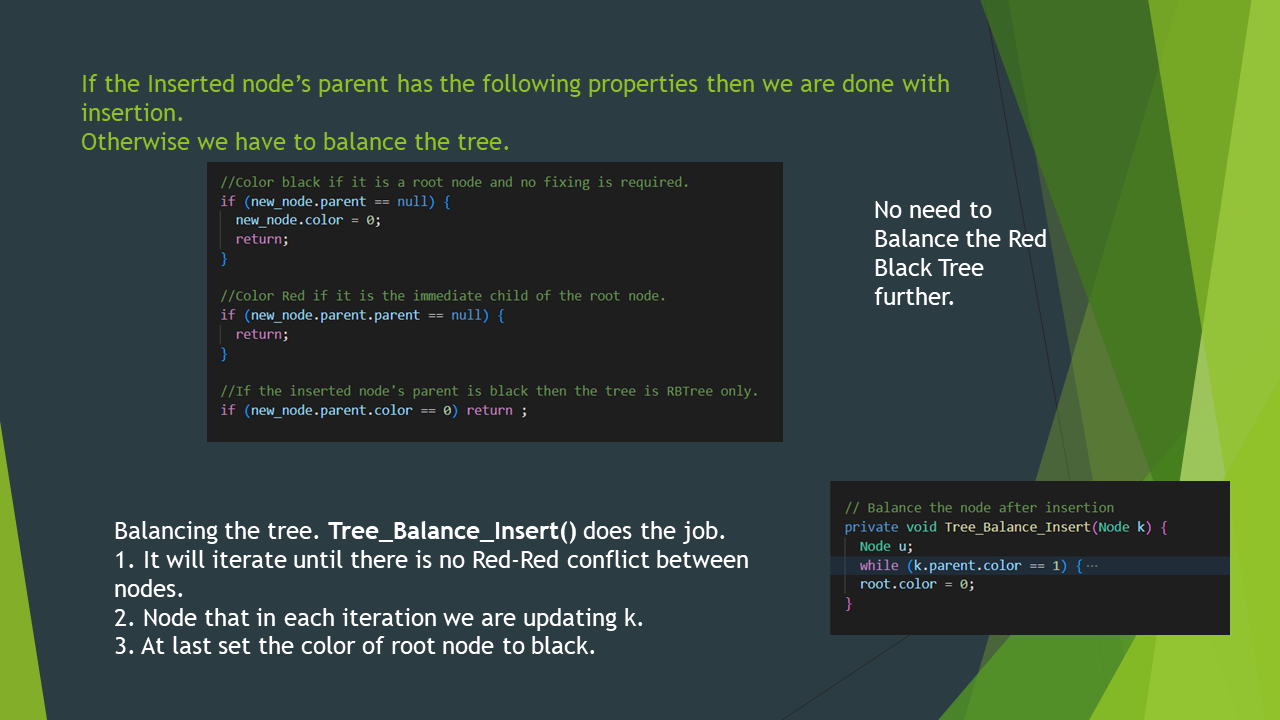 If the Inserted node’s parent has the following properties then we are done with
insertion.
Otherwise we have to balance the tree.
//Color black if it is a root node and no fixing is required.
if (new_node.parent == null) {
new_node.color = 0;
return;
}
//Color Red if it is the immediate child of the root node.
if (new_node.parent.parent == null) {
return;
}
//If the inserted node's parent is black then the tree is RBTree only.
if (new_node.parent.color == 0) return ;
No need to
Balance the Red
Black Tree
further.
Balancing the tree. Tree_Balance_Insert() does the job.
1. It will iterate until there is no Red-Red conflict between
nodes.
2. Node that in each iteration we are updating k.
3. At last set the color of root node to black.
// Balance the node after insertion
private void Tree_Balance_Insert(Node k) {
Node u;
while (k.parent.color == 1) {···
root.color = 0;
}